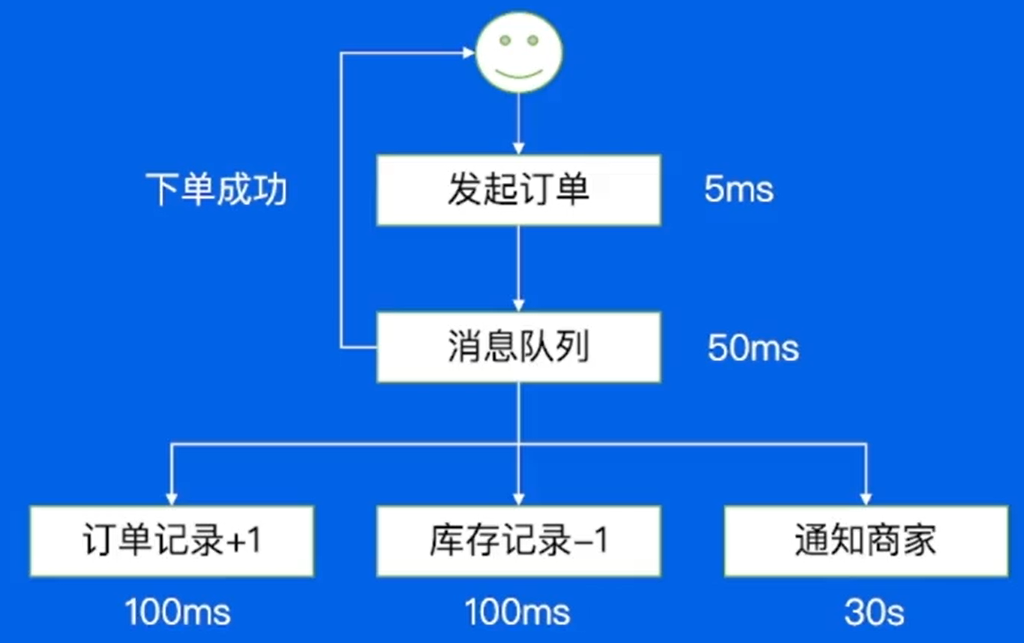 下单成功
发起订单
5ms
消息队列
50ms
订单记录+1
库存记录-1
通知商家
100ms
100ms
30s